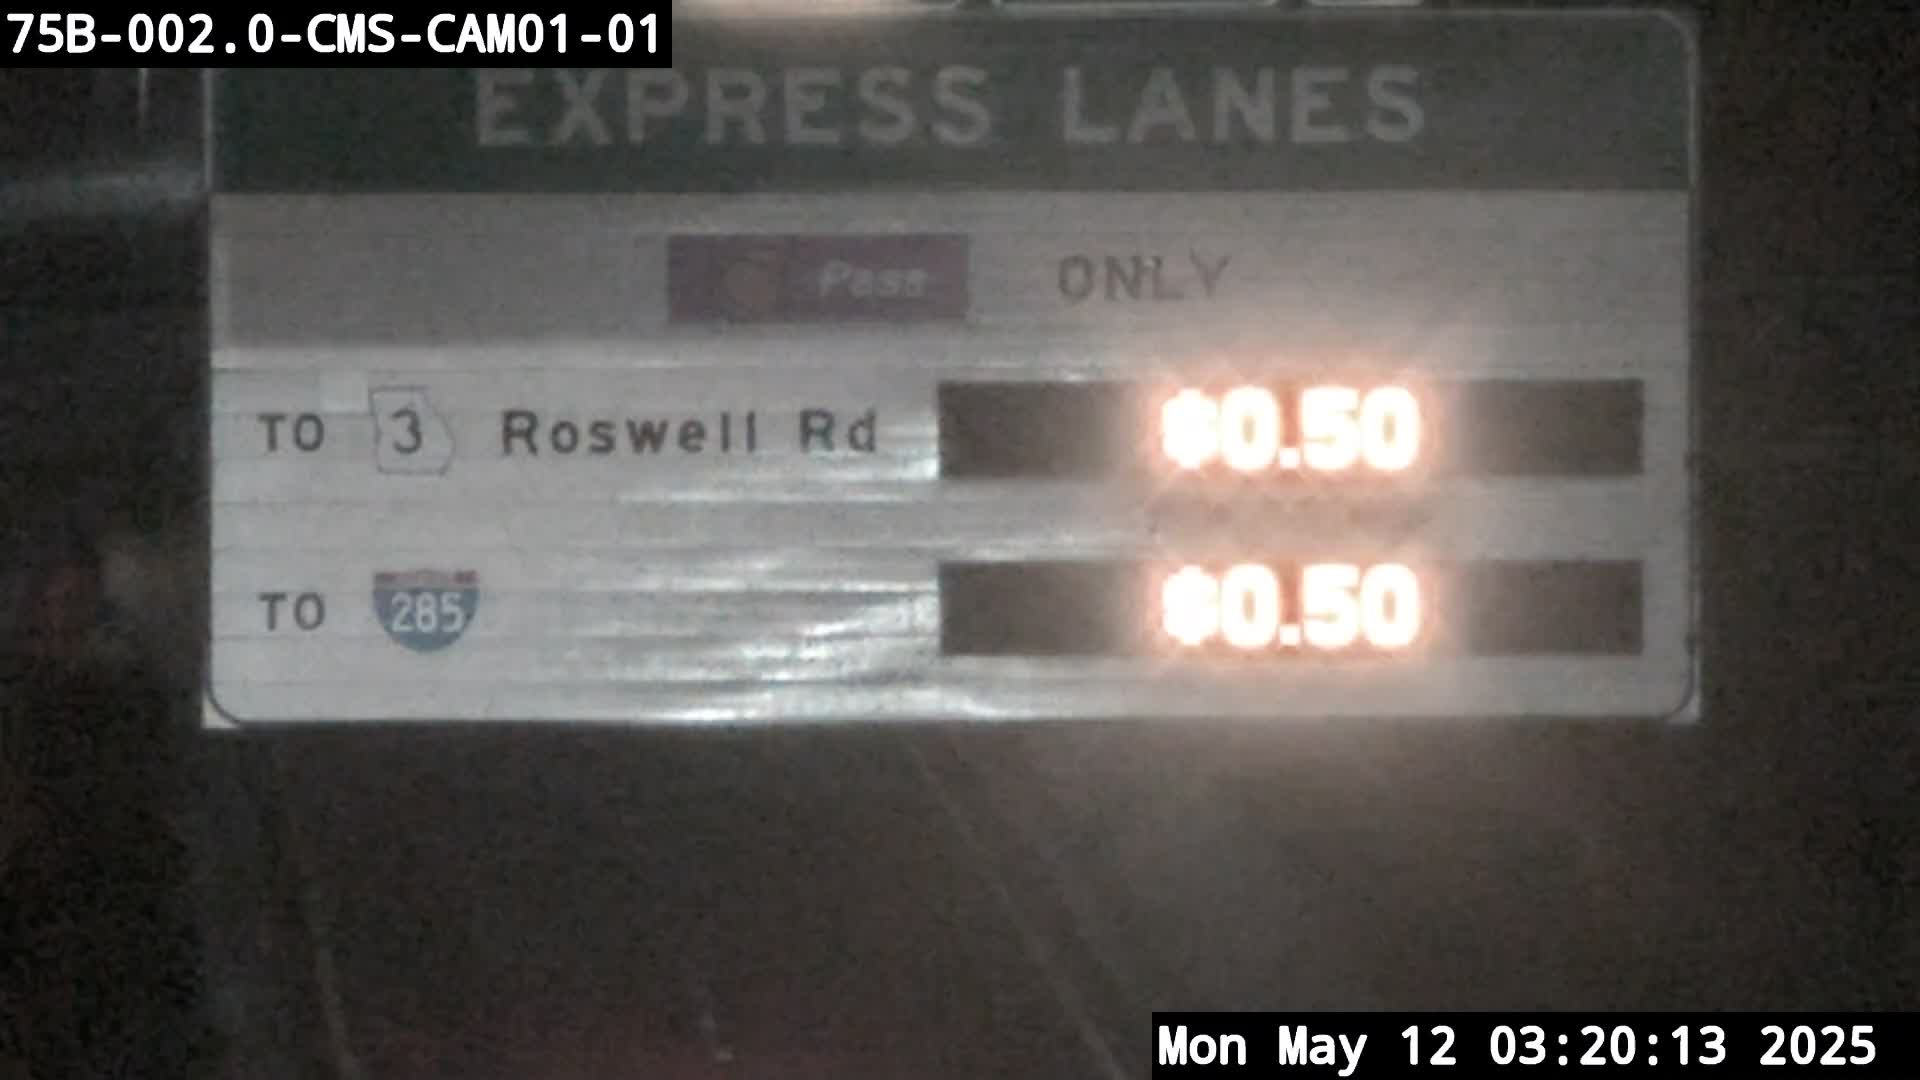 75B-002.0-CMS-CAM01-01
EXPRESS LANES
Pass ONLY
TO 3 Roswell Rd $0.50
TO 285 $0.50
Mon May 12 03:20:13 2025